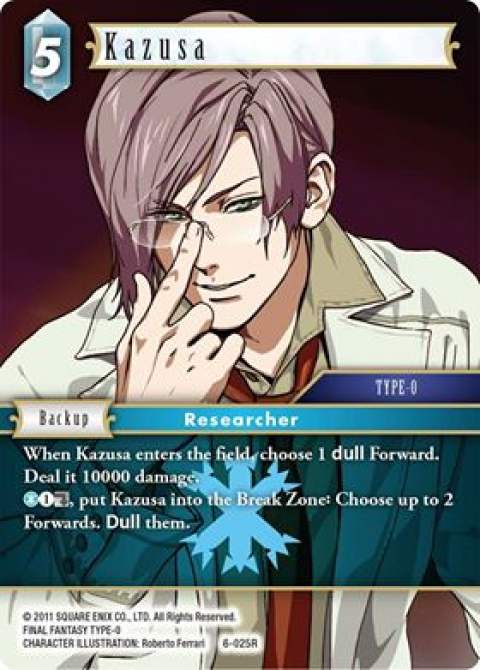 5
Kazusa
TYPE-0
Backup
Researcher
When Kazusa enters the field, choose 1 dull Forward.
Deal it 10000 damage.
1, put Kazusa into the Break Zone: Choose up to 2
Forwards. Dull them.
© 2011 SQUARE ENIX CO., LTD. All Rights Reserved.
FINAL FANTASY TYPE-0
CHARACTER ILLUSTRATION: Roberto Ferrari
6-025R